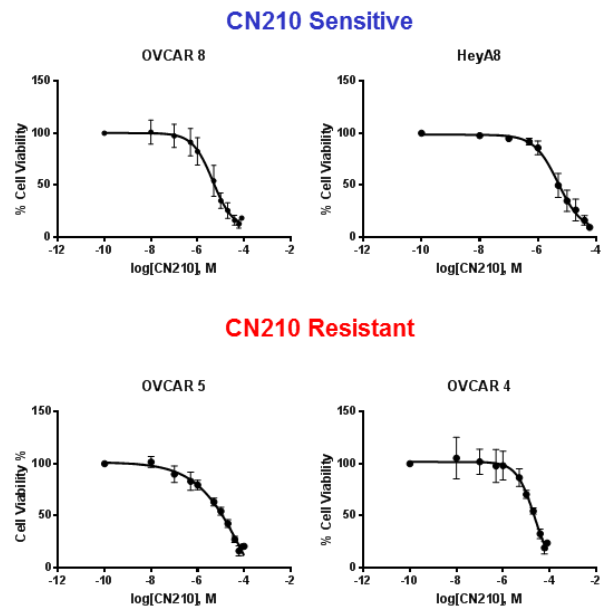 CN210 Sensitive
OVCAR 8
% Cell Viability
150
100
50
0
-12 -10 -8 -6 -4 -2
log[CN210], M
HeyA8
% Cell Viability
150
100
50
0
-12 -10 -8 -6 -4 -2
log[CN210], M
CN210 Resistant
OVCAR 5
Cell Viability %
150
100
50
0
-12 -10 -8 -6 -4 -2
log[CN210], M
OVCAR 4
% Cell Viability
150
100
50
0
-12 -10 -8 -6 -4 -2
log[CN210], M